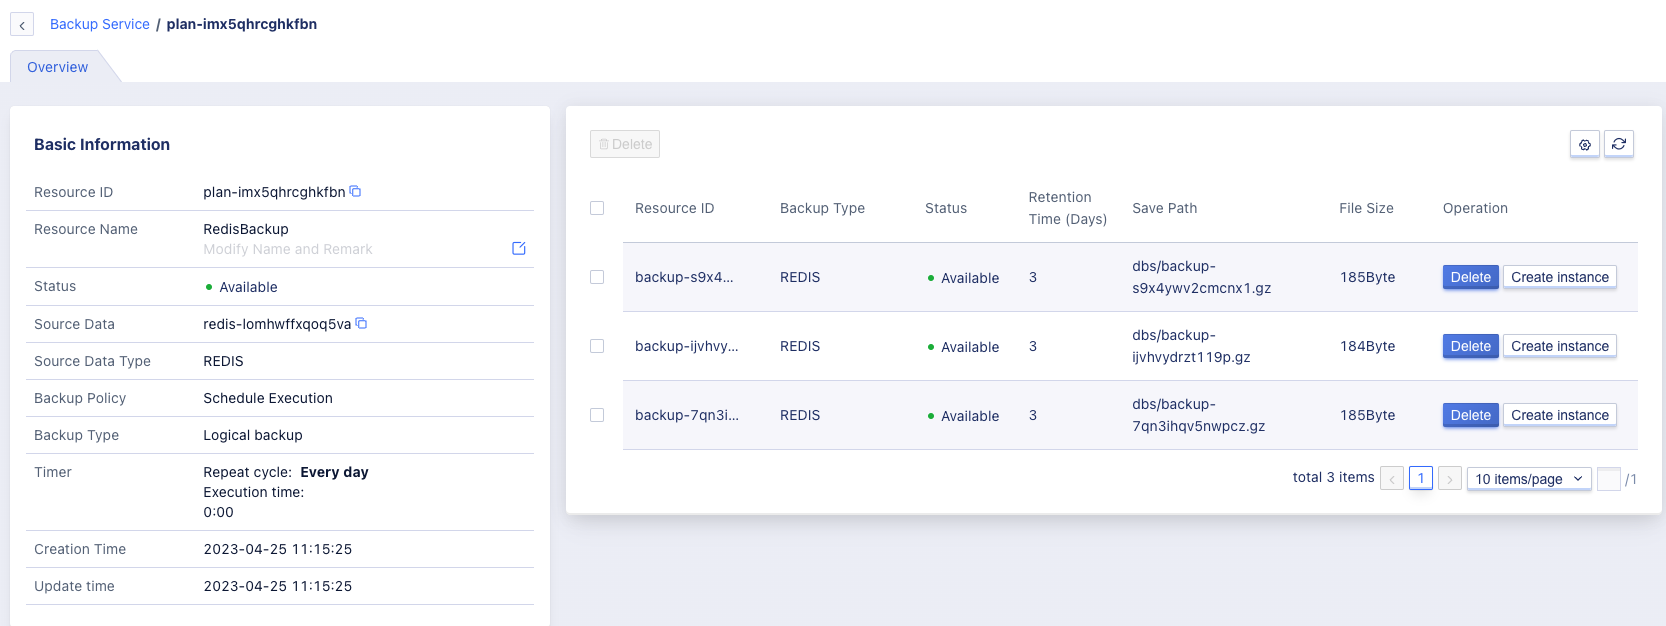 Backup Service / plan-imx5qhrcghkfbn
Overview
Basic Information
Resource ID plan-imx5qhrcghkfbn
Resource Name RedisBackup
Modify Name and Remark
Status Available
Source Data redis-lomhwffxqoq5va
Source Data Type REDIS
Backup Policy Schedule Execution
Backup Type Logical backup
Timer Repeat cycle: Every day
Execution time:
0:00
Creation Time 2023-04-25 11:15:25
Update time 2023-04-25 11:15:25
Delete
Resource ID Backup Type Status Retention Time (Days) Save Path File Size Operation
backup-s9x4... REDIS Available 3 dbs/backup-
s9x4ywv2cmcnx1.gz 185Byte Delete Create instance
backup-ijvhvy... REDIS Available 3 dbs/backup-
ijvhvydrzt119p.gz 184Byte Delete Create instance
backup-7qn3i... REDIS Available 3 dbs/backup-
7qn3ihqv5nwpcz.gz 185Byte Delete Create instance
total 3 items 1 10 items/page /1